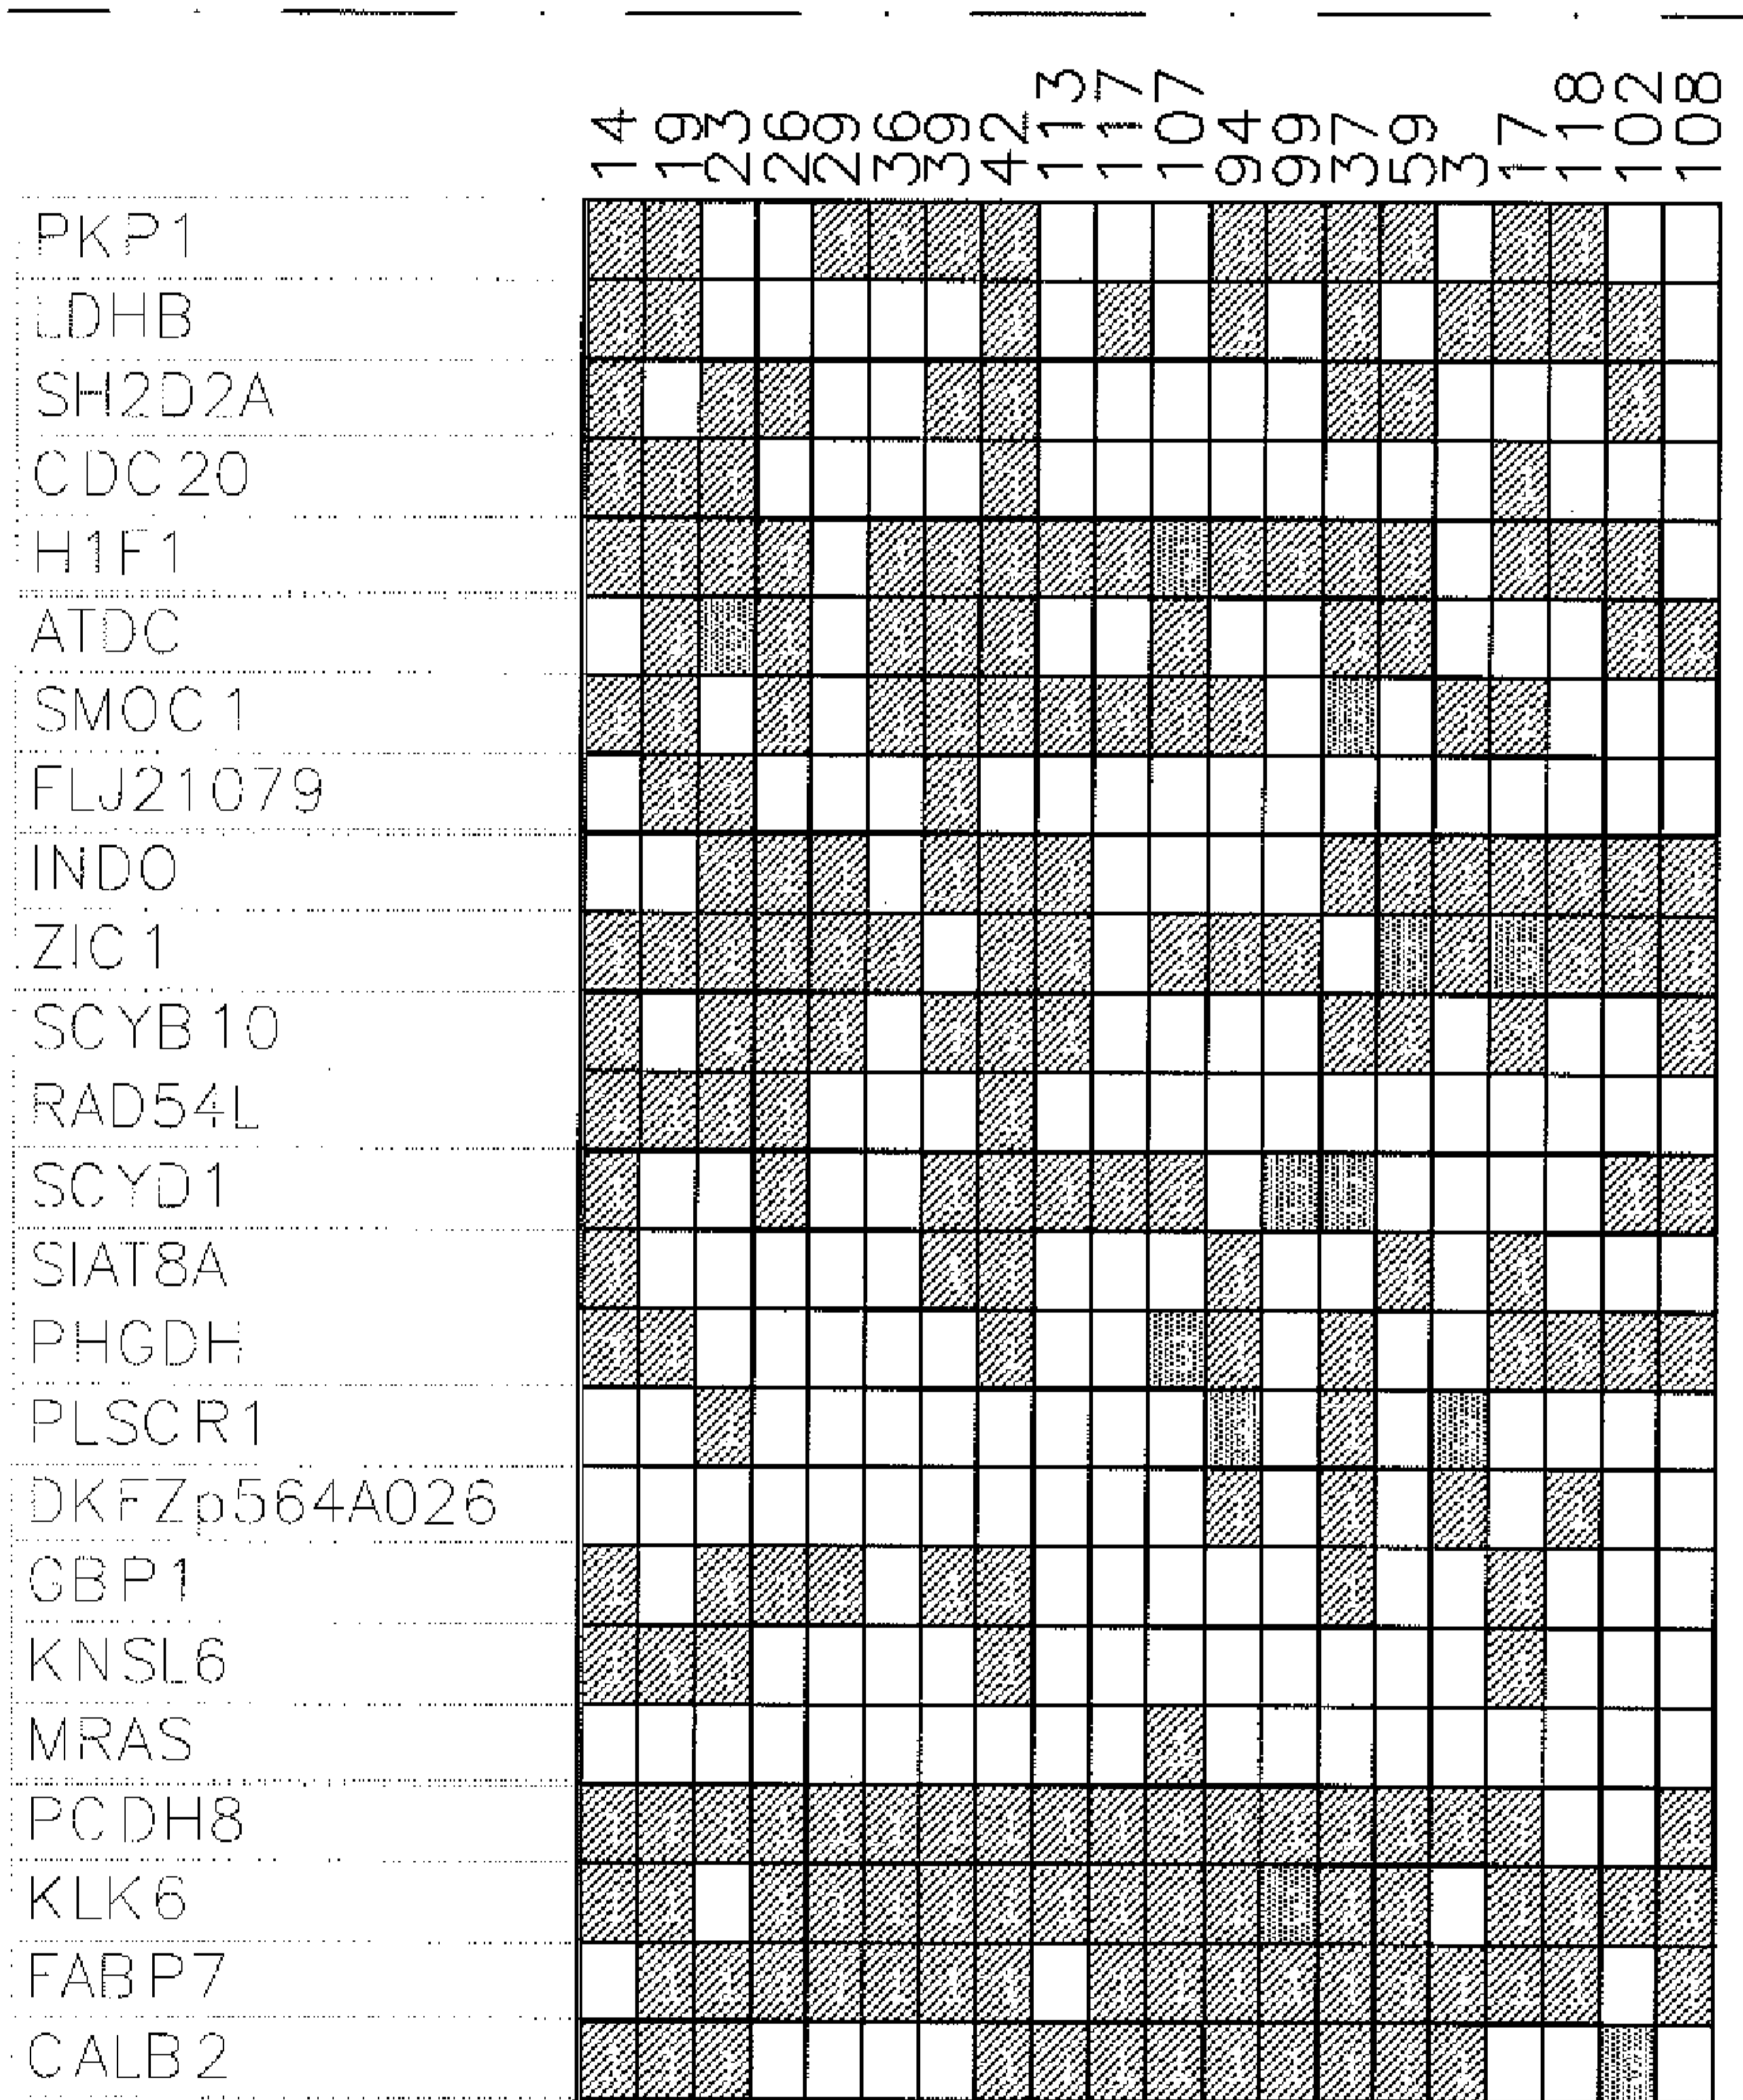 14 19 23 26 29 36 39 42 113 117 107 94 99 37 59 3 17 118 102 108
PKP1
LDHB
SH2D2A
CDC20
H1F1
ATDC
SMOC1
FLJ21079
INDO
ZIC1
SCYB10
RAD54L
SCYD1
SIAT8A
PHGDH
PLSCR1
DKFZp564A026
GBP1
KNSL6
MRAS
PCDH8
KLK6
FABP7
CALB2